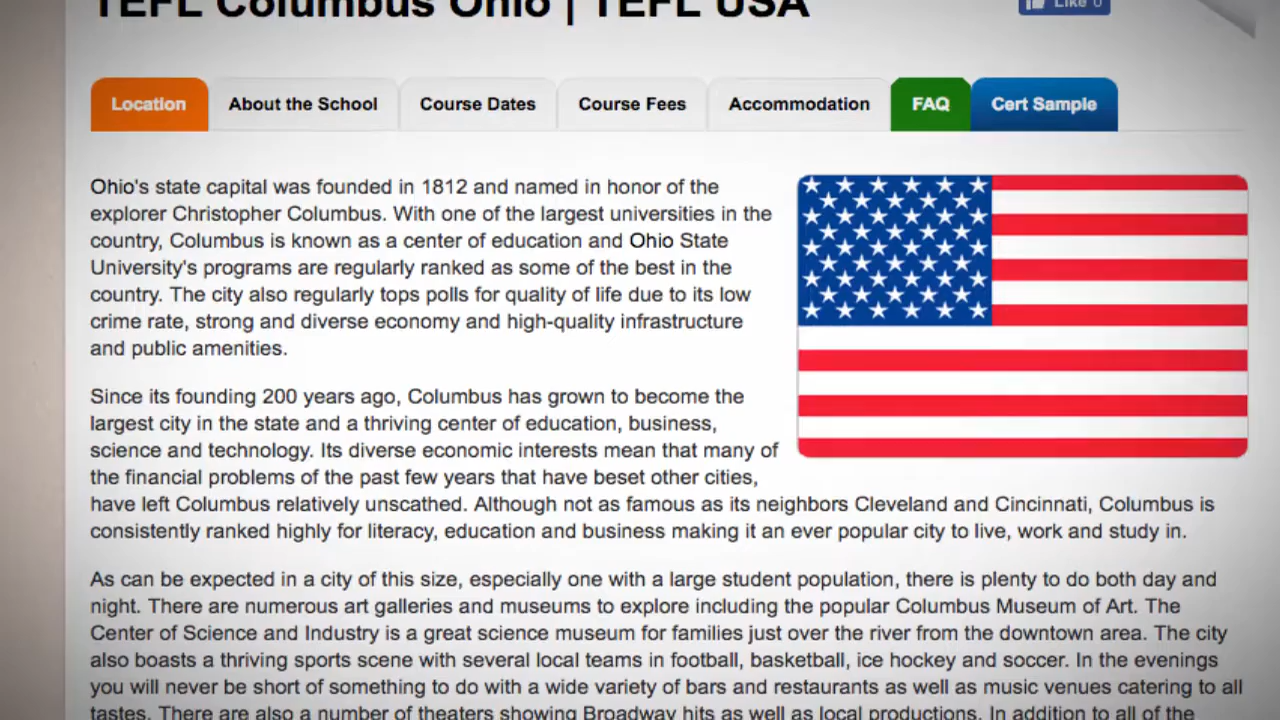 TEFL Columbus Ohio | TEFL USA
Like 0
Location About the School Course Dates Course Fees Accommodation FAQ Cert Sample
Ohio's state capital was founded in 1812 and named in honor of the
explorer Christopher Columbus. With one of the largest universities in the
country, Columbus is known as a center of education and Ohio State
University's programs are regularly ranked as some of the best in the
country. The city also regularly tops polls for quality of life due to its low
crime rate, strong and diverse economy and high-quality infrastructure
and public amenities.
Since its founding 200 years ago, Columbus has grown to become the
largest city in the state and a thriving center of education, business,
science and technology. Its diverse economic interests mean that many of
the financial problems of the past few years that have beset other cities,
have left Columbus relatively unscathed. Although not as famous as its neighbors Cleveland and Cincinnati, Columbus is
consistently ranked highly for literacy, education and business making it an ever popular city to live, work and study in.
As can be expected in a city of this size, especially one with a large student population, there is plenty to do both day and
night. There are numerous art galleries and museums to explore including the popular Columbus Museum of Art. The
Center of Science and Industry is a great science museum for families just over the river from the downtown area. The city
also boasts a thriving sports scene with several local teams in football, basketball, ice hockey and soccer. In the evenings
you will never be short of something to do with a wide variety of bars and restaurants as well as music venues catering to all
tastes. There are also a number of theaters showing Broadway hits as well as local productions. In addition to all of the